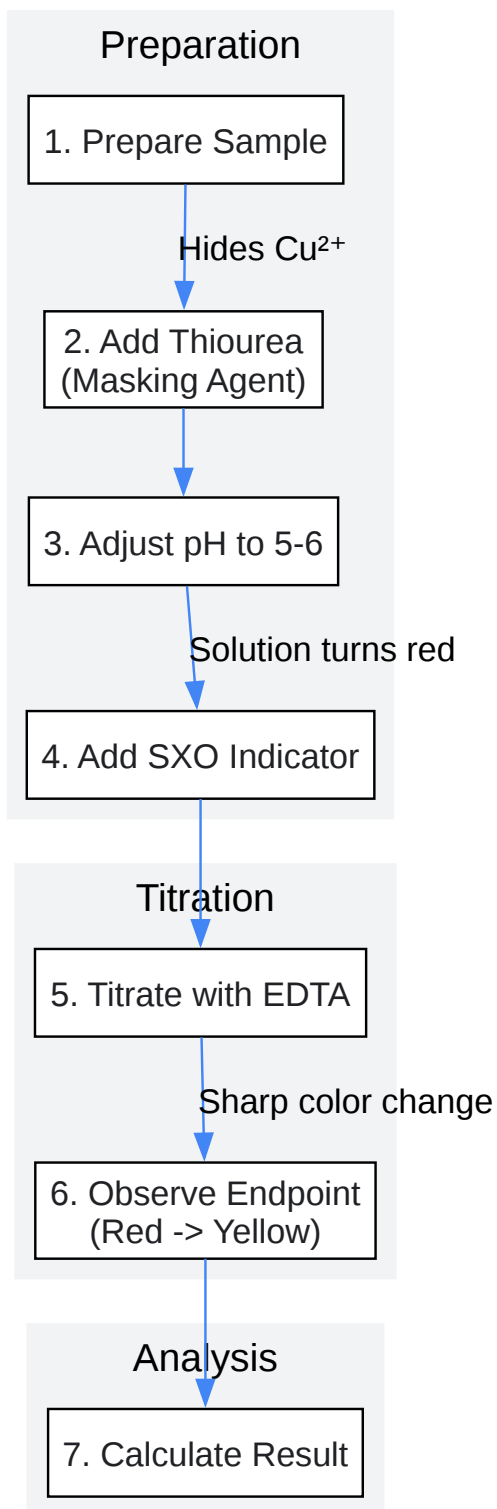 Preparation
1. Prepare Sample
Hides Cu²⁺
2. Add Thiourea
(Masking Agent)
3. Adjust pH to 5-6
Solution turns red
4. Add SXO Indicator
Titration
5. Titrate with EDTA
Sharp color change
6. Observe Endpoint
(Red -> Yellow)
Analysis
7. Calculate Result